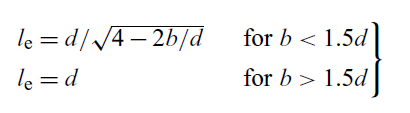 lₑ = d/√4 – 2b/d for b < 1.5d
lₑ = d for b > 1.5d